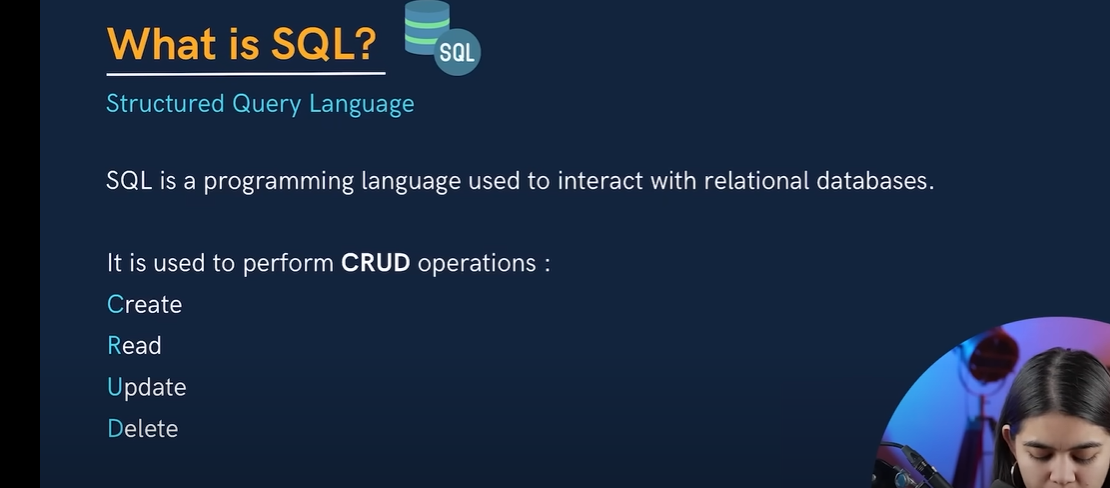 What is SQL?
SQL
Structured Query Language
SQL is a programming language used to interact with relational databases.
It is used to perform CRUD operations :
Create
Read
Update
Delete